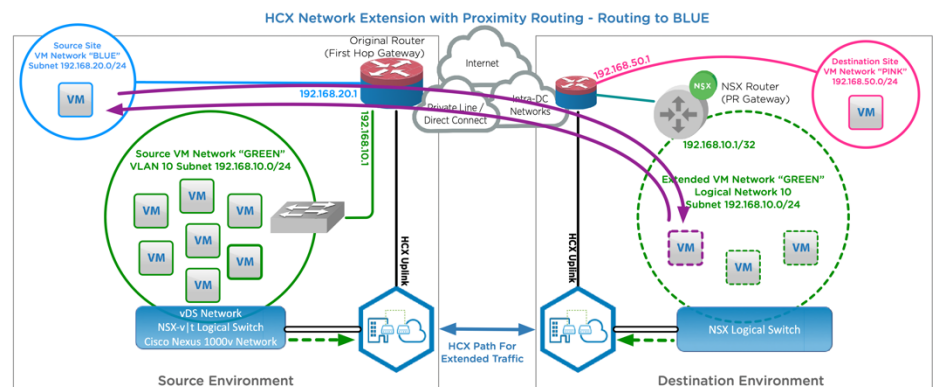 HCX Network Extension with Proximity Routing - Routing to BLUE
Source Site
VM Network "BLUE"
Subnet 192.168.20.0/24
VM
Original Router
(First Hop Gateway)
192.168.20.1
Internet
Private Line /
Direct Connect
Intra-DC
Networks
192.168.50.1
NSX
NSX Router
(PR Gateway)
192.168.10.1/32
Destination Site
VM Network "PINK"
Subnet 192.168.50.0/24
VM
Source VM Network "GREEN"
VLAN 10 Subnet 192.168.10.0/24
VM
VM
VM
VM
VM
VM
VM
192.168.10.1
HCX Uplink
HCX Uplink
Extended VM Network "GREEN"
Logical Network 10
Subnet 192.168.10.0/24
VM
VM
VM
vDS Network
NSX-v|t Logical Switch
Cisco Nexus 1000v Network
HCX Path For
Extended Traffic
NSX Logical Switch
Source Environment
Destination Environment